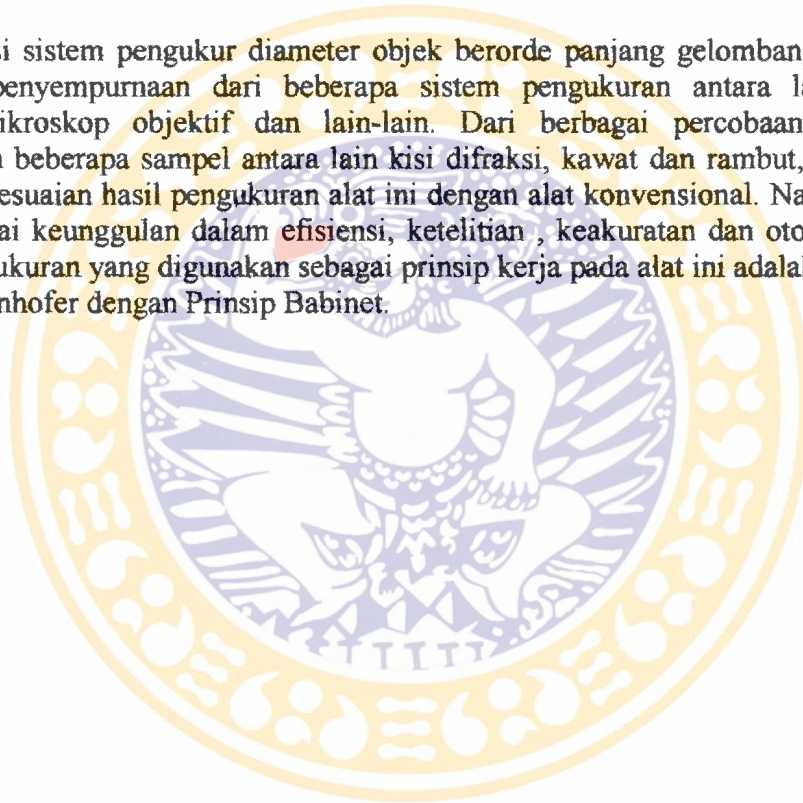 si sistem pengukur diameter objek berorde panjang gelomban
penyempurnaan dari beberapa sistem pengukuran antara la
ikroskop objektif dan lain-lain. Dari berbagai percobaan
beberapa sampel antara lain kisi difraksi, kawat dan rambut,
esuaian hasil pengukuran alat ini dengan alat konvensional. Na
ai keunggulan dalam efisiensi, ketelitian , keakuratan dan oto
ukuran yang digunakan sebagai prinsip kerja pada alat ini adalal
nhofer dengan Prinsip Babinet.